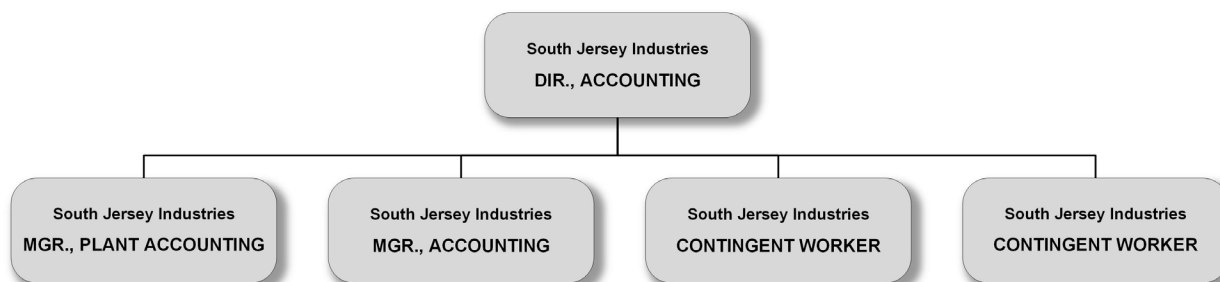 South Jersey Industries
DIR., ACCOUNTING
South Jersey Industries
MGR., PLANT ACCOUNTING
South Jersey Industries
MGR., ACCOUNTING
South Jersey Industries
CONTINGENT WORKER
South Jersey Industries
CONTINGENT WORKER